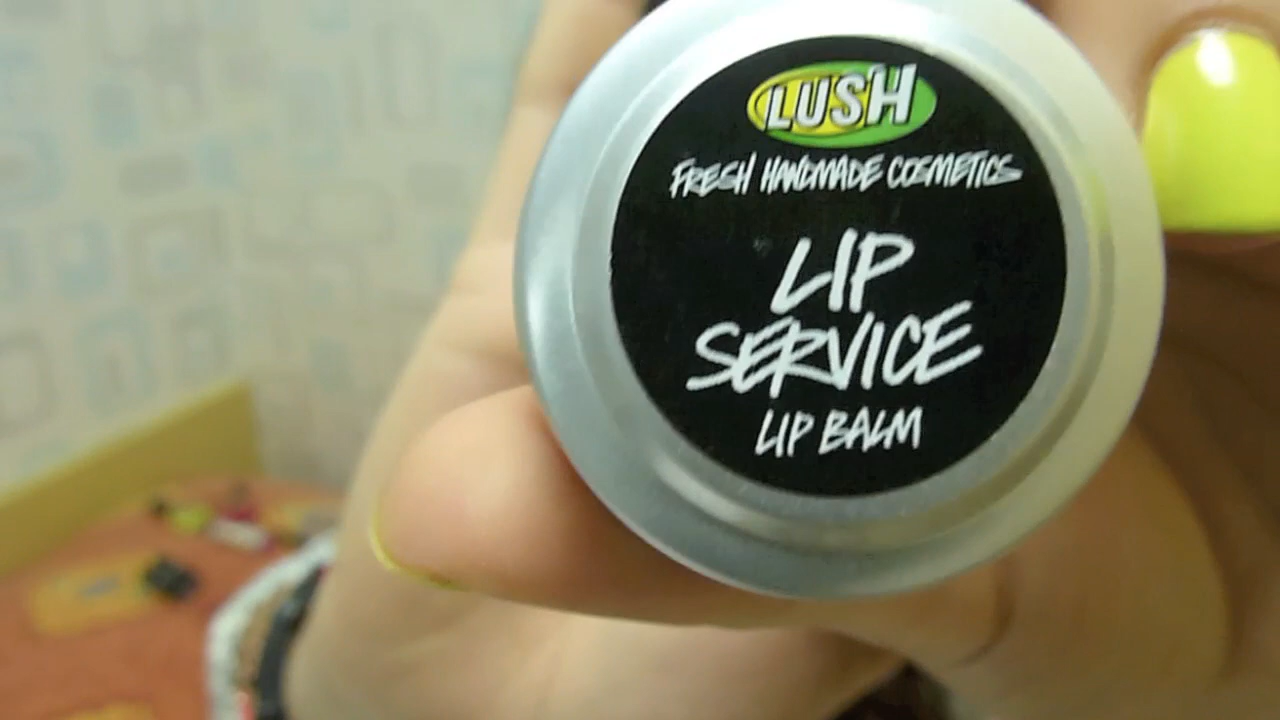 LUSH
FRESH HANDMADE COSMETICS
LIP
SERVICE
LIP BALM